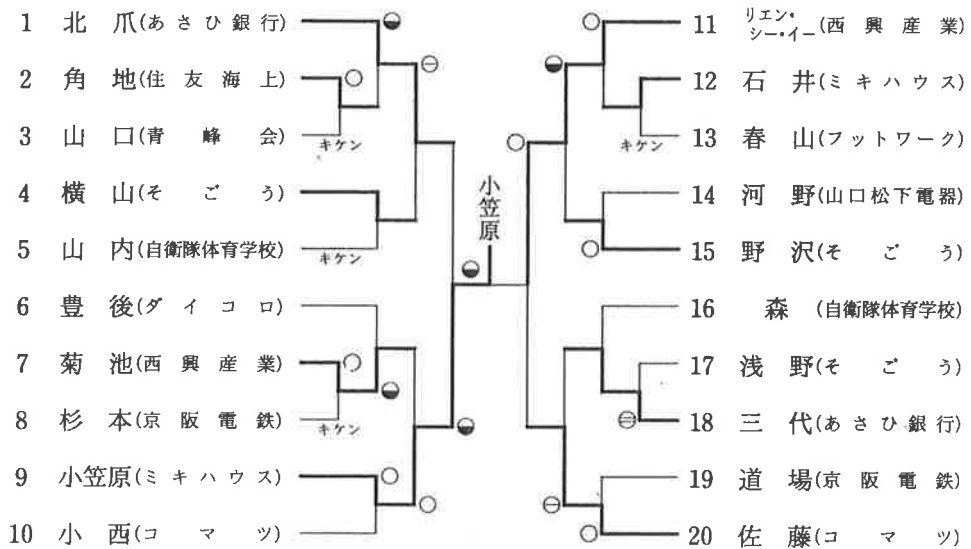 1 北爪(あさひ銀行)
2 角地(住友海上)
3 山口(青峰会)
キケン
4 横山(そごう)
5 山内(自衛隊体育学校)
キケン
6 豊後(ダイコロ)
7 菊池(西興産業)
8 杉本(京阪電鉄)
キケン
9 小笠原(ミキハウス)
10 小西(コマツ)
小笠原
11 リエン・シー・イー(西興産業)
12 石井(ミキハウス)
13 春山(フットワーク)
キケン
14 河野(山口松下電器)
15 野沢(そごう)
16 森(自衛隊体育学校)
17 浅野(そごう)
18 三代(あさひ銀行)
19 道場(京阪電鉄)
20 佐藤(コマツ)